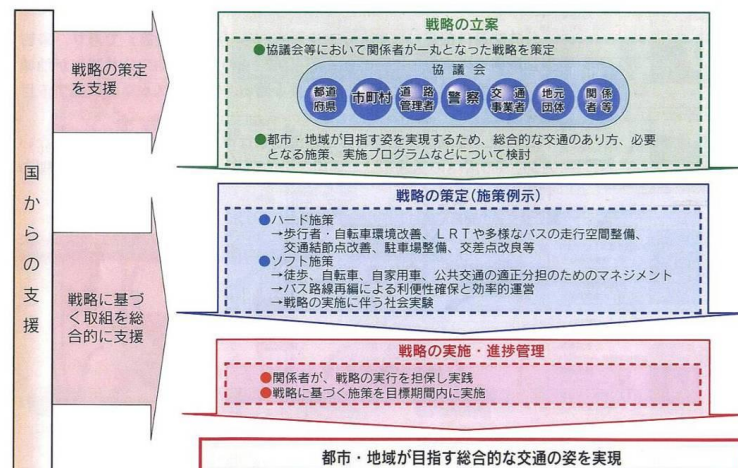 国からの支援
戦略の策定
を支援
戦略に基づ
く取組を総
合的に支援
戦略の立案
●協議会等において関係者が一丸となった戦略を策定
協議会
都道
府県
市町村
道路
管理者
警察
交通
事業者
地元
団体
関係
者等
●都市・地域が目指す姿を実現するため、総合的な交通のあり方、必要
となる施策、実施プログラムなどについて検討
戦略の策定(施策例示)
●ハード施策
→歩行者・自転車環境改善、LRTや多様なバスの走行空間整備、
交通結節点改善、駐車場整備、交差点改良等
●ソフト施策
→徒歩、自転車、自家用車、公共交通の適正分担のためのマネジメント
→バス路線再編による利便性確保と効率的運営
→戦略の実施に伴う社会実験
戦略の実施・進捗管理
●関係者が、戦略の実行を担保し実践
●戦略に基づく施策を目標期間内に実施
都市・地域が目指す総合的な交通の姿を実現